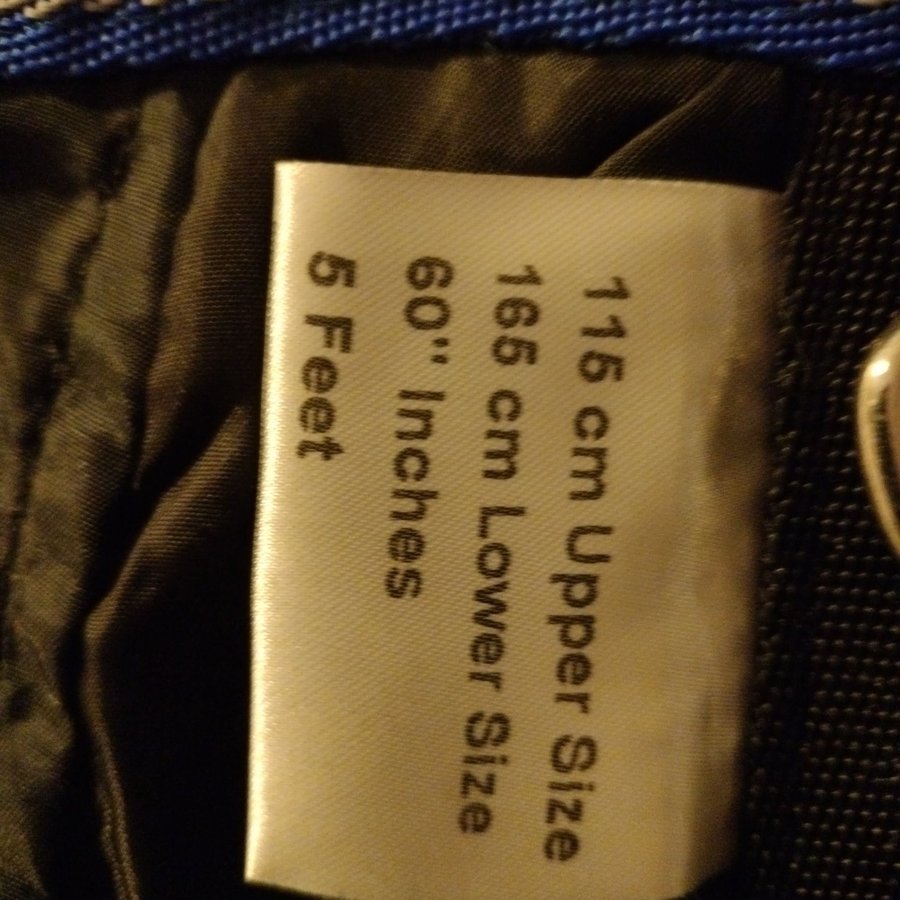 115 cm Upper Size
165 cm Lower Size
60" Inches
5 Feet